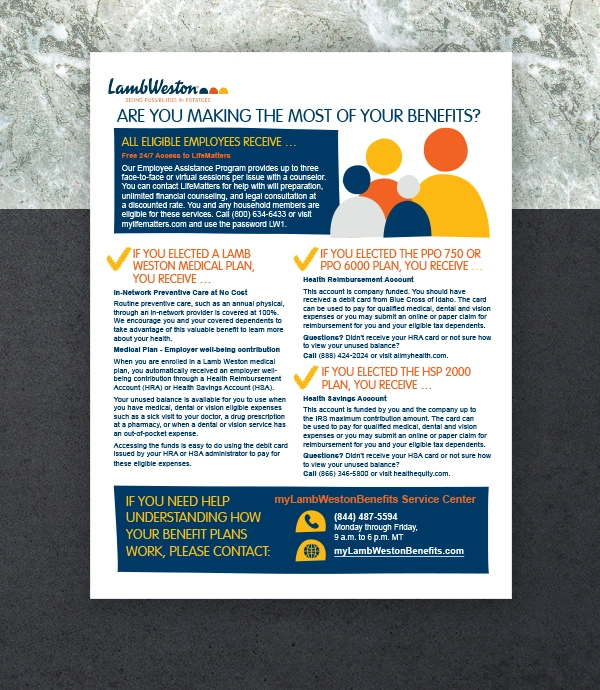 LambWeston
SEEING POSSIBILITIES IN POTATOES
ARE YOU MAKING THE MOST OF YOUR BENEFITS?
ALL ELIGIBLE EMPLOYEES RECEIVE …
Free 24/7 Access to LifeMatters
Our Employee Assistance Program provides up to three
face-to-face or virtual sessions per issue with a counselor.
You can contact LifeMatters for help with will preparation,
unlimited financial counseling, and legal consultation at
a discounted rate. You and any household members are
eligible for these services. Call (800) 634-6433 or visit
mylifematters.com and use the password LW1.
IF YOU ELECTED A LAMB
WESTON MEDICAL PLAN,
YOU RECEIVE …
In-Network Preventive Care at No Cost
Routine preventive care, such as an annual physical,
through an in-network provider is covered at 100%.
We encourage you and your covered dependents to
take advantage of this valuable benefit to learn more
about your health.
Medical Plan - Employer well-being contribution
When you are enrolled in a Lamb Weston medical
plan, you automatically received an employer well-
being contribution through a Health Reimbursement
Account (HRA) or Health Savings Account (HSA).
Your unused balance is available for you to use when
you have medical, dental or vision eligible expenses
such as a sick visit to your doctor, a drug prescription
at a pharmacy, or when a dental or vision service has
an out-of-pocket expense.
Accessing the funds is easy to do using the debit card
issued by your HRA or HSA administrator to pay for
these eligible expenses.
IF YOU ELECTED THE PPO 750 OR
PPO 6000 PLAN, YOU RECEIVE …
Health Reimbursement Account
This account is company funded. You should have
received a debit card from Blue Cross of Idaho. The card
can be used to pay for qualified medical, dental and vision
expenses or you may submit an online or paper claim for
reimbursement for you and your eligible tax dependents.
Questions? Didn't receive your HRA card or not sure how
to view your unused balance?
Call (888) 424-2024 or visit allmyhealth.com.
IF YOU ELECTED THE HSP 2000
PLAN, YOU RECEIVE …
Health Savings Account
This account is funded by you and the company up to
the IRS maximum contribution amount. The card can
be used to pay for qualified medical, dental and vision
expenses or you may submit an online or paper claim for
reimbursement for you and your eligible tax dependents.
Questions? Didn't receive your HSA card or not sure how
to view your unused balance?
Call (866) 346-5800 or visit healthequity.com.
IF YOU NEED HELP
UNDERSTANDING HOW
YOUR BENEFIT PLANS
WORK, PLEASE CONTACT:
myLambWestonBenefits Service Center
(844) 487-5594
Monday through Friday,
9 a.m. to 6 p.m. MT
myLambWestonBenefits.com